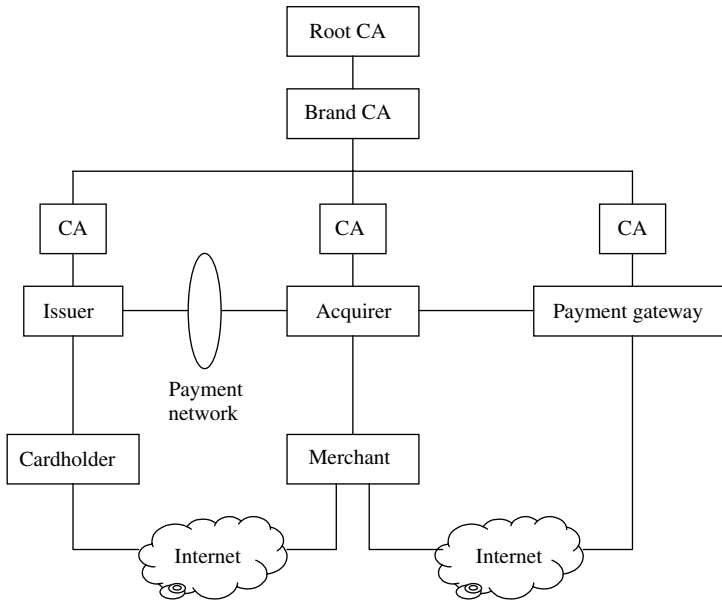 Root CA
Brand CA
CA
CA
CA
Issuer
Acquirer
Payment gateway
Payment
network
Cardholder
Merchant
Internet
Internet